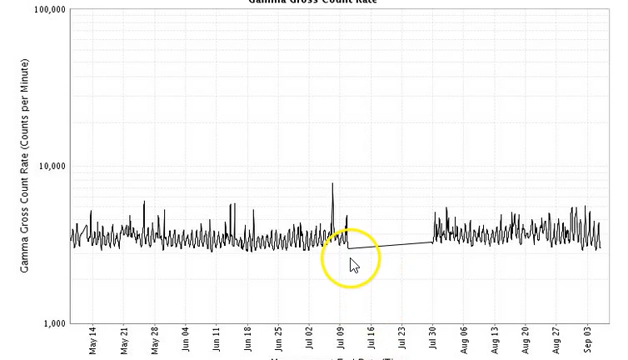 Gamma Gross Count Rate
100,000
10,000
1,000
Gamma Gross Count Rate (Counts per Minute)
May 14
May 21
May 28
Jun 04
Jun 11
Jun 18
Jun 25
Jul 02
Jul 09
Jul 16
Jul 23
Jul 30
Aug 06
Aug 13
Aug 20
Aug 27
Sep 03